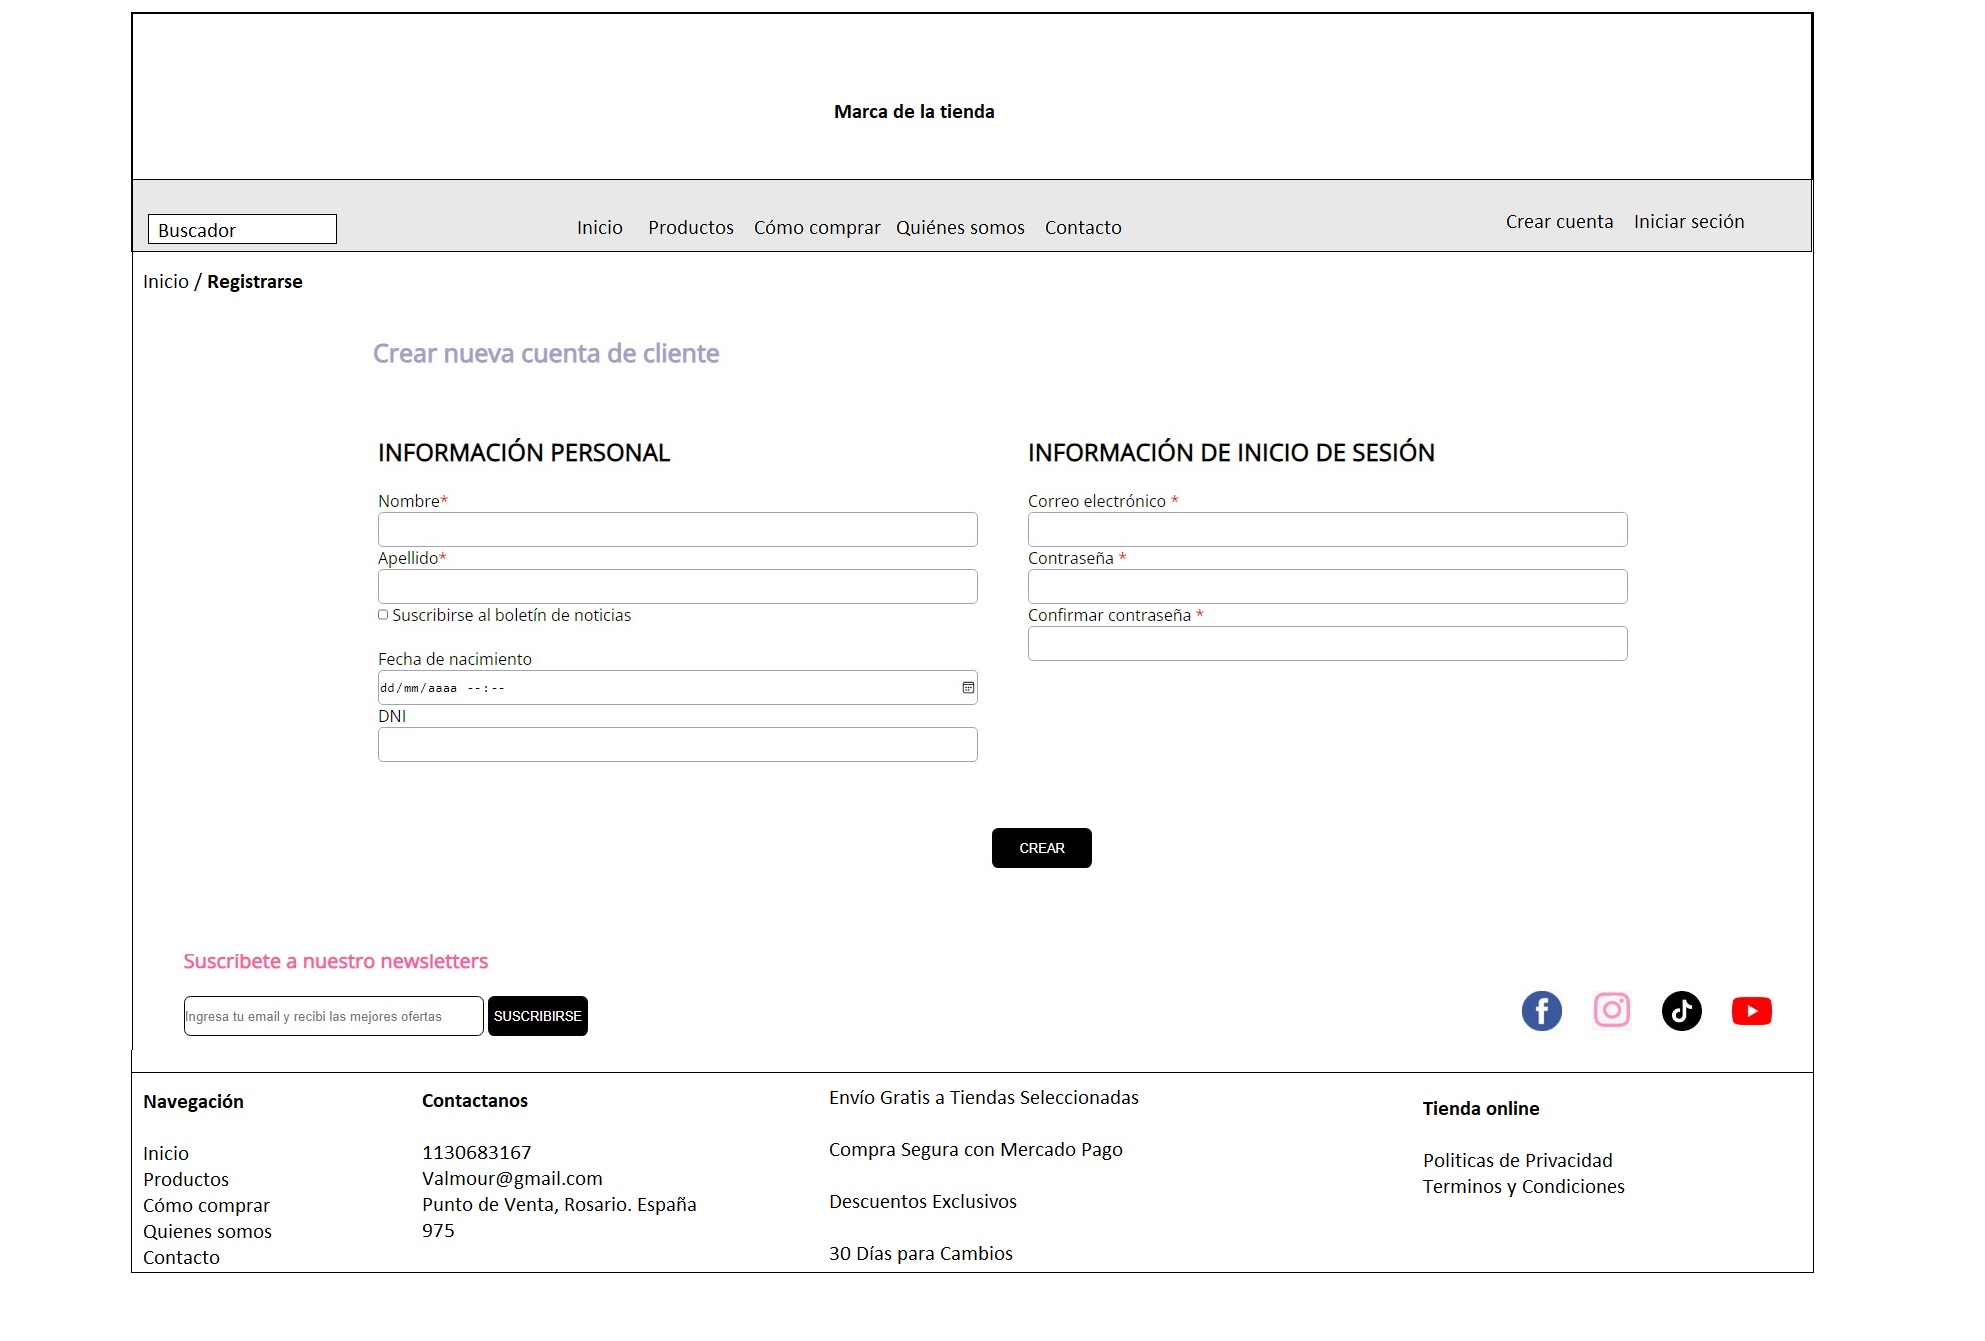 Marca de la tienda
Buscador
Inicio Productos Cómo comprar Quiénes somos Contacto
Crear cuenta Iniciar seción
Inicio / Registrarse
Crear nueva cuenta de cliente
INFORMACIÓN PERSONAL
Nombre*
Apellido*
Suscribirse al boletín de noticias
Fecha de nacimiento
dd/mm/aaaa --:--
DNI
INFORMACIÓN DE INICIO DE SESIÓN
Correo electrónico *
Contraseña *
Confirmar contraseña *
CREAR
Suscríbete a nuestro newsletters
Ingresa tu email y recibi las mejores ofertas
SUSCRIBIRSE
Navegación
Inicio
Productos
Cómo comprar
Quienes somos
Contacto
Contactanos
1130683167
Valmour@gmail.com
Punto de Venta, Rosario. España
975
Envío Gratis a Tiendas Seleccionadas
Compra Segura con Mercado Pago
Descuentos Exclusivos
30 Días para Cambios
Tienda online
Politicas de Privacidad
Terminos y Condiciones